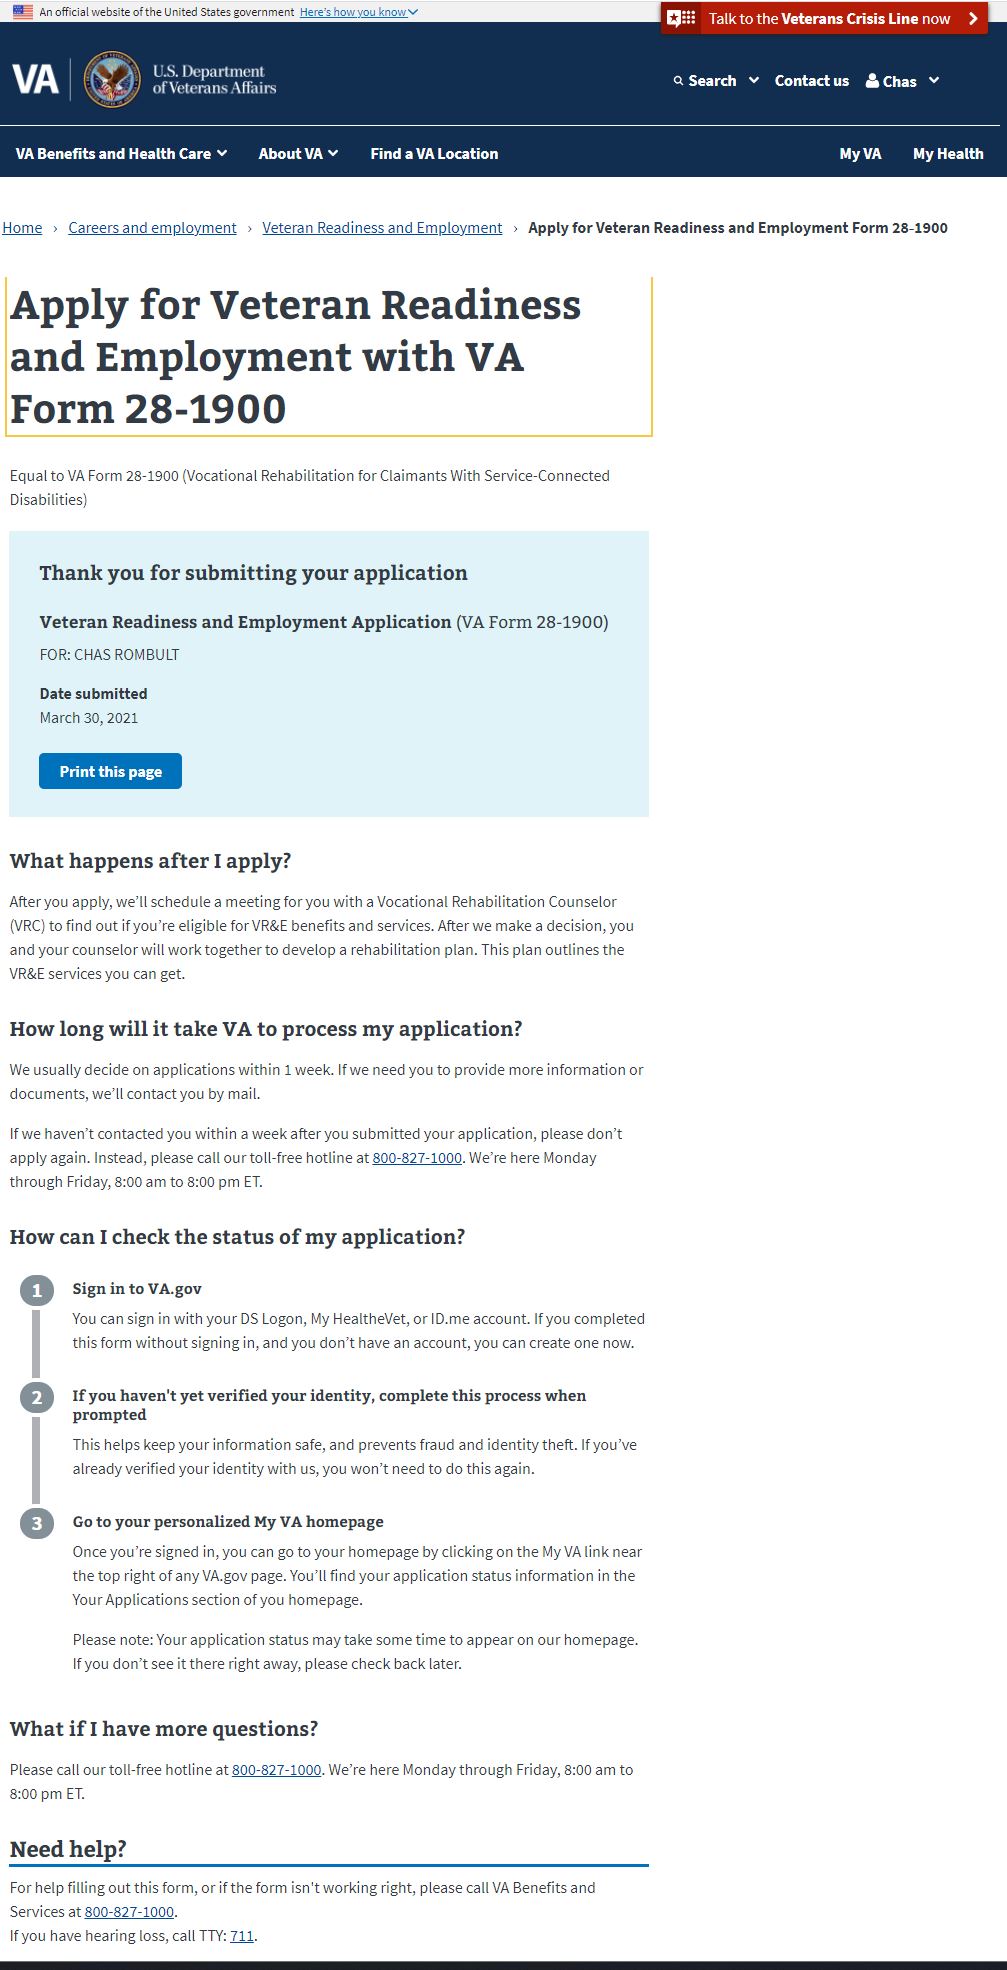 An official website of the United States government Here's how you know
Talk to the Veterans Crisis Line now
VA
U.S. Department
of Veterans Affairs
Search
Contact us
Chas
VA Benefits and Health Care
About VA
Find a VA Location
My VA
My Health
Home › Careers and employment › Veteran Readiness and Employment › Apply for Veteran Readiness and Employment Form 28-1900
Apply for Veteran Readiness
and Employment with VA
Form 28-1900
Equal to VA Form 28-1900 (Vocational Rehabilitation for Claimants With Service-Connected
Disabilities)
Thank you for submitting your application
Veteran Readiness and Employment Application (VA Form 28-1900)
FOR: CHAS ROMBULT
Date submitted
March 30, 2021
Print this page
What happens after I apply?
After you apply, we'll schedule a meeting for you with a Vocational Rehabilitation Counselor
(VRC) to find out if you're eligible for VR&E benefits and services. After we make a decision, you
and your counselor will work together to develop a rehabilitation plan. This plan outlines the
VR&E services you can get.
How long will it take VA to process my application?
We usually decide on applications within 1 week. If we need you to provide more information or
documents, we'll contact you by mail.
If we haven't contacted you within a week after you submitted your application, please don't
apply again. Instead, please call our toll-free hotline at 800-827-1000. We're here Monday
through Friday, 8:00 am to 8:00 pm ET.
How can I check the status of my application?
1 Sign in to VA.gov
You can sign in with your DS Logon, My HealtheVet, or ID.me account. If you completed
this form without signing in, and you don't have an account, you can create one now.
2 If you haven't yet verified your identity, complete this process when
prompted
This helps keep your information safe, and prevents fraud and identity theft. If you've
already verified your identity with us, you won't need to do this again.
3 Go to your personalized My VA homepage
Once you're signed in, you can go to your homepage by clicking on the My VA link near
the top right of any VA.gov page. You'll find your application status information in the
Your Applications section of you homepage.
Please note: Your application status may take some time to appear on our homepage.
If you don't see it there right away, please check back later.
What if I have more questions?
Please call our toll-free hotline at 800-827-1000. We're here Monday through Friday, 8:00 am to
8:00 pm ET.
Need help?
For help filling out this form, or if the form isn't working right, please call VA Benefits and
Services at 800-827-1000.
If you have hearing loss, call TTY: 711.